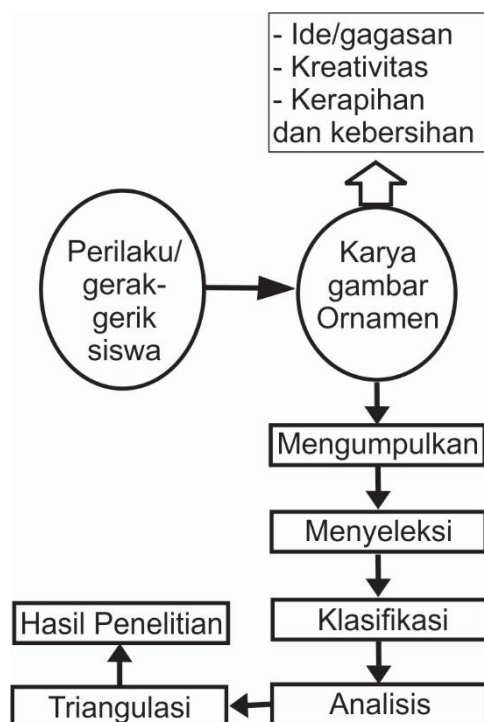 - Ide/gagasan
- Kreativitas
- Kerapihan
dan kebersihan
Perilaku/
gerak-
gerik
siswa
Karya
gambar
Ornamen
Mengumpulkan
Menyeleksi
Klasifikasi
Analisis
Triangulasi
Hasil Penelitian